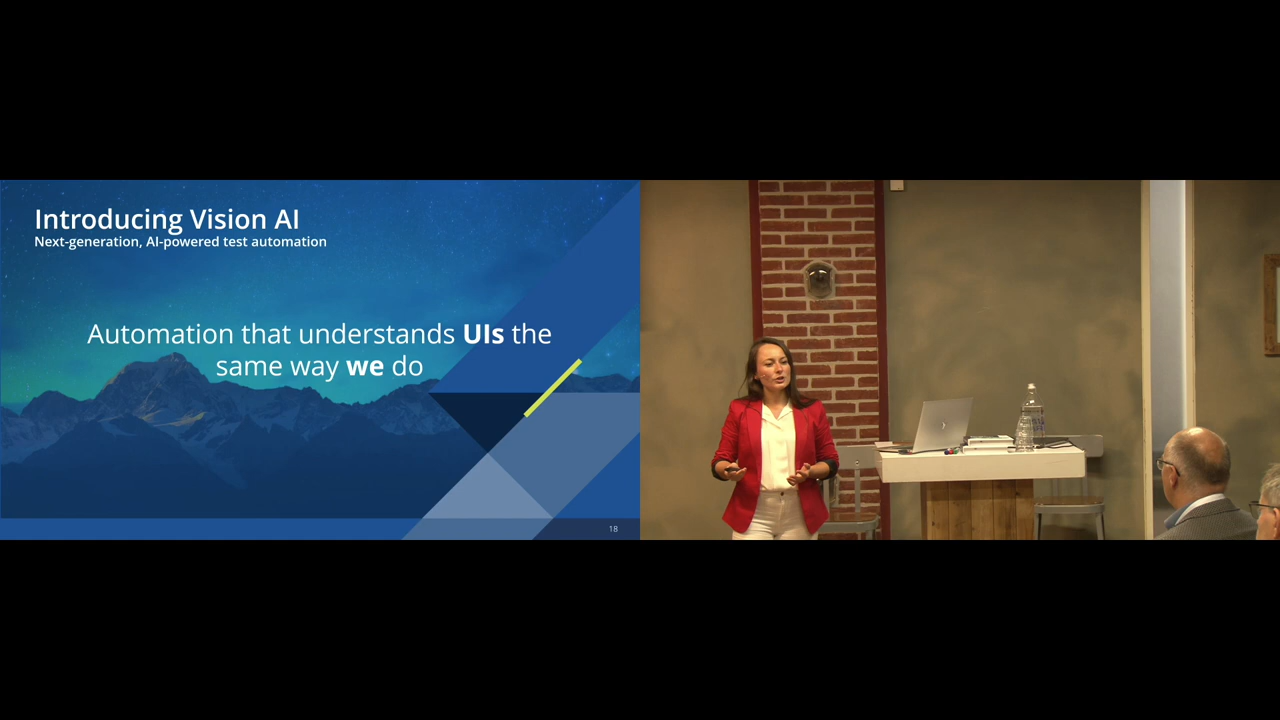 Introducing Vision AI
Next-generation, AI-powered test automation
Automation that understands UIs the
same way we do
18